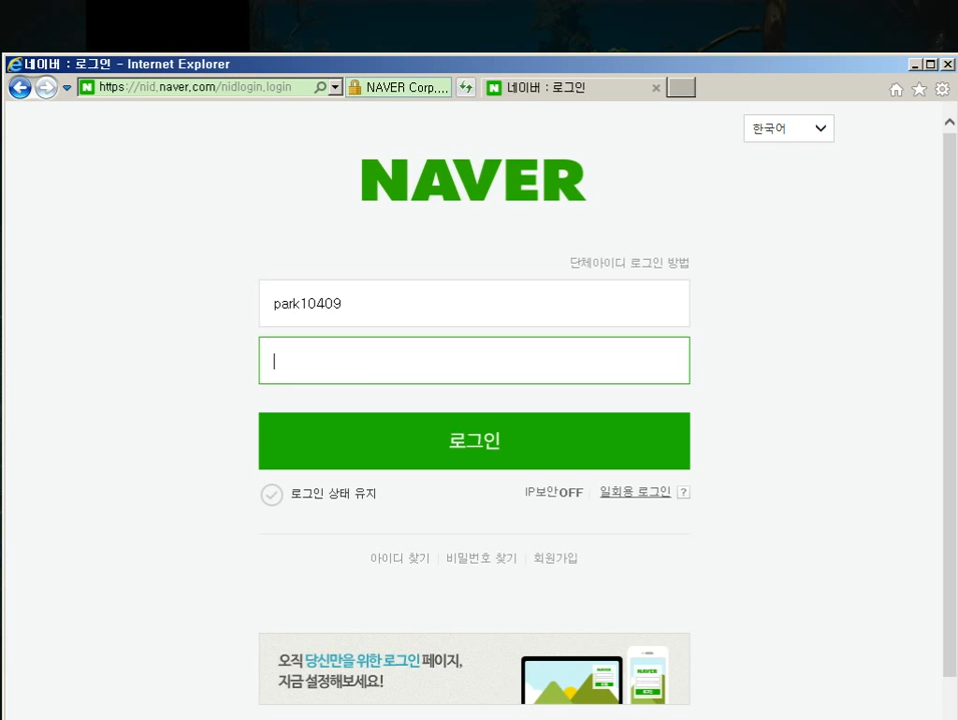 네이버 : 로그인 - Internet Explorer
https://nid.naver.com/nidlogin.login
NAVER Corp....
네이버 : 로그인
한국어
NAVER
단체아이디 로그인 방법
park10409
로그인
로그인 상태 유지
IP보안OFF
일회용 로그인 ?
아이디 찾기
비밀번호 찾기
회원가입
오직 당신만을 위한 로그인 페이지,
지금 설정해보세요!
NAVER
NAVER